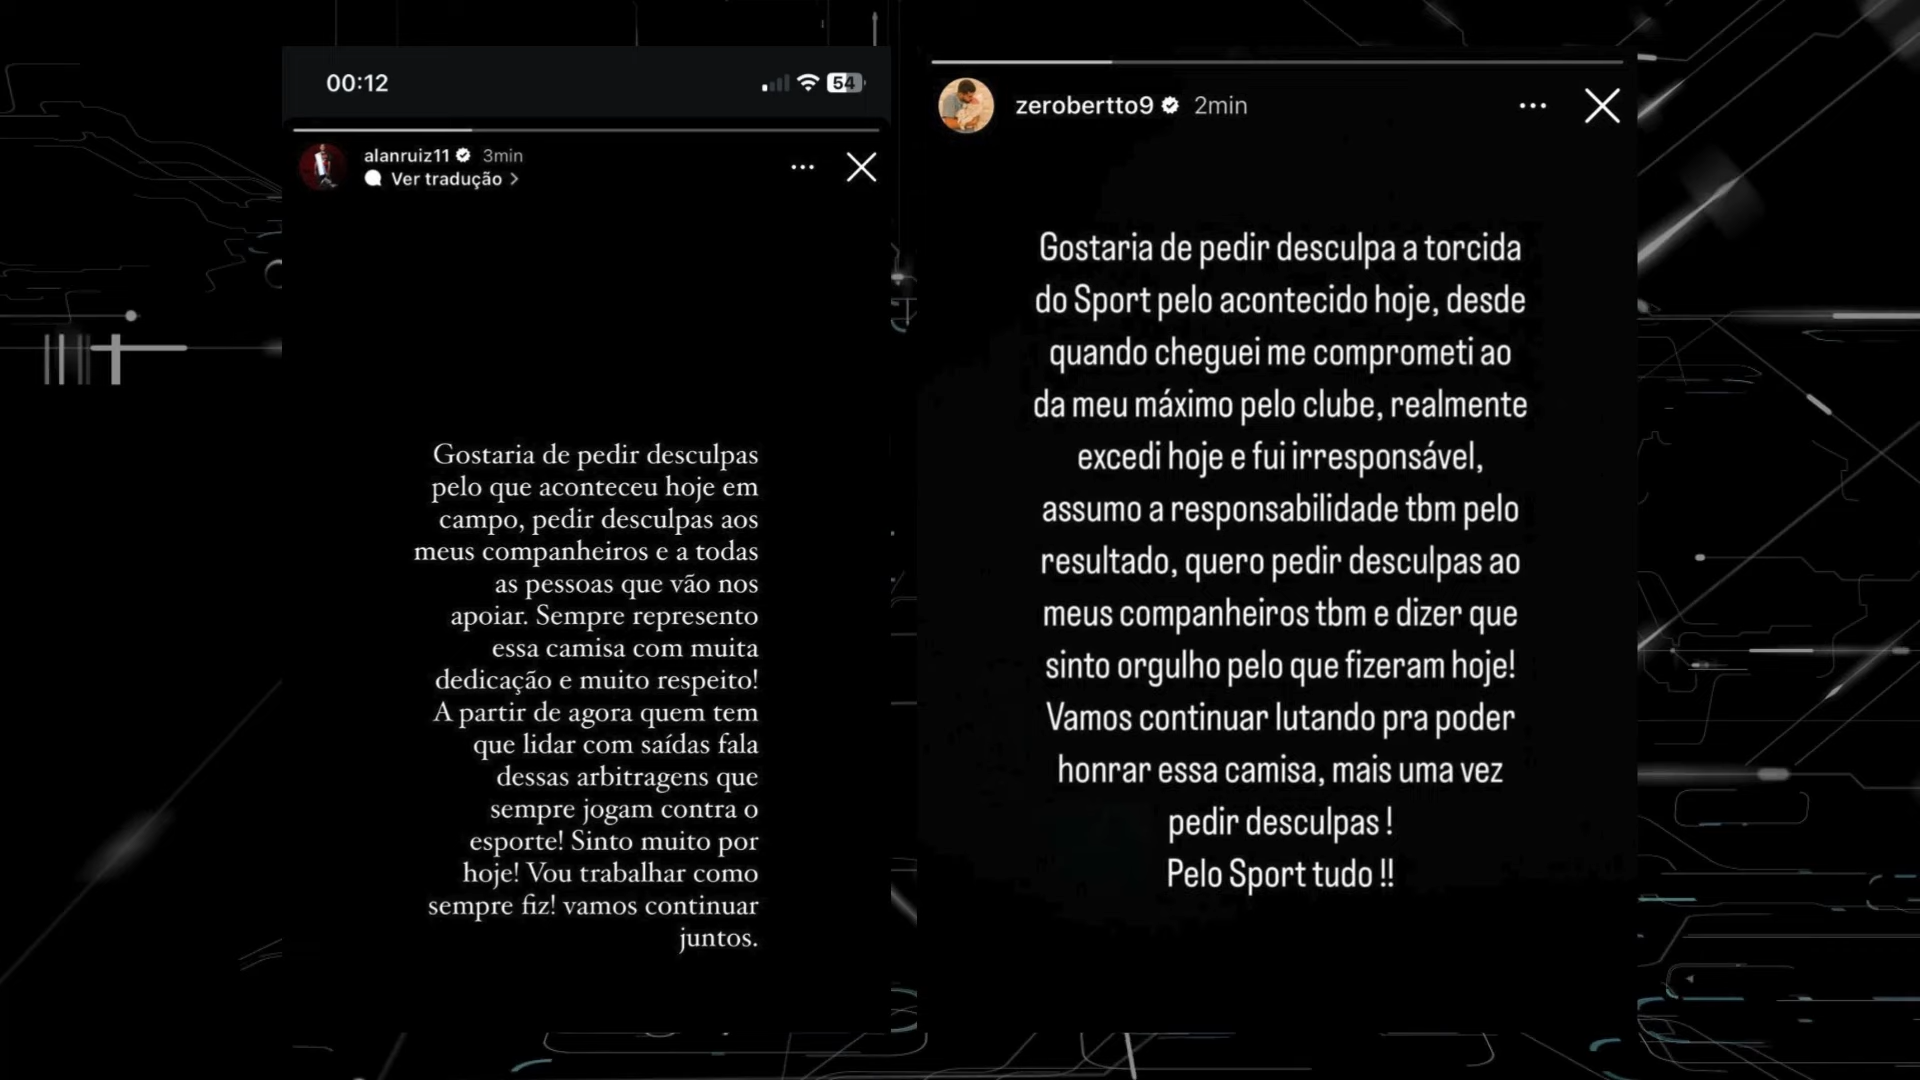 00:12
54
alanruiz11 3min
Ver tradução
Gostaria de pedir desculpas
pelo que aconteceu hoje em
campo, pedir desculpas aos
meus companheiros e a todas
as pessoas que vão nos
apoiar. Sempre represento
essa camisa com muita
dedicação e muito respeito!
A partir de agora quem tem
que lidar com saídas fala
dessas arbitragens que
sempre jogam contra o
esporte! Sinto muito por
hoje! Vou trabalhar como
sempre fiz! vamos continuar
juntos.
zerobertto9 2min
Gostaria de pedir desculpa a torcida
do Sport pelo acontecido hoje, desde
quando cheguei me comprometi ao
da meu máximo pelo clube, realmente
excedi hoje e fui irresponsável,
assumo a responsabilidade tbm pelo
resultado, quero pedir desculpas ao
meus companheiros tbm e dizer que
sinto orgulho pelo que fizeram hoje!
Vamos continuar lutando pra poder
honrar essa camisa, mais uma vez
pedir desculpas !
Pelo Sport tudo !!